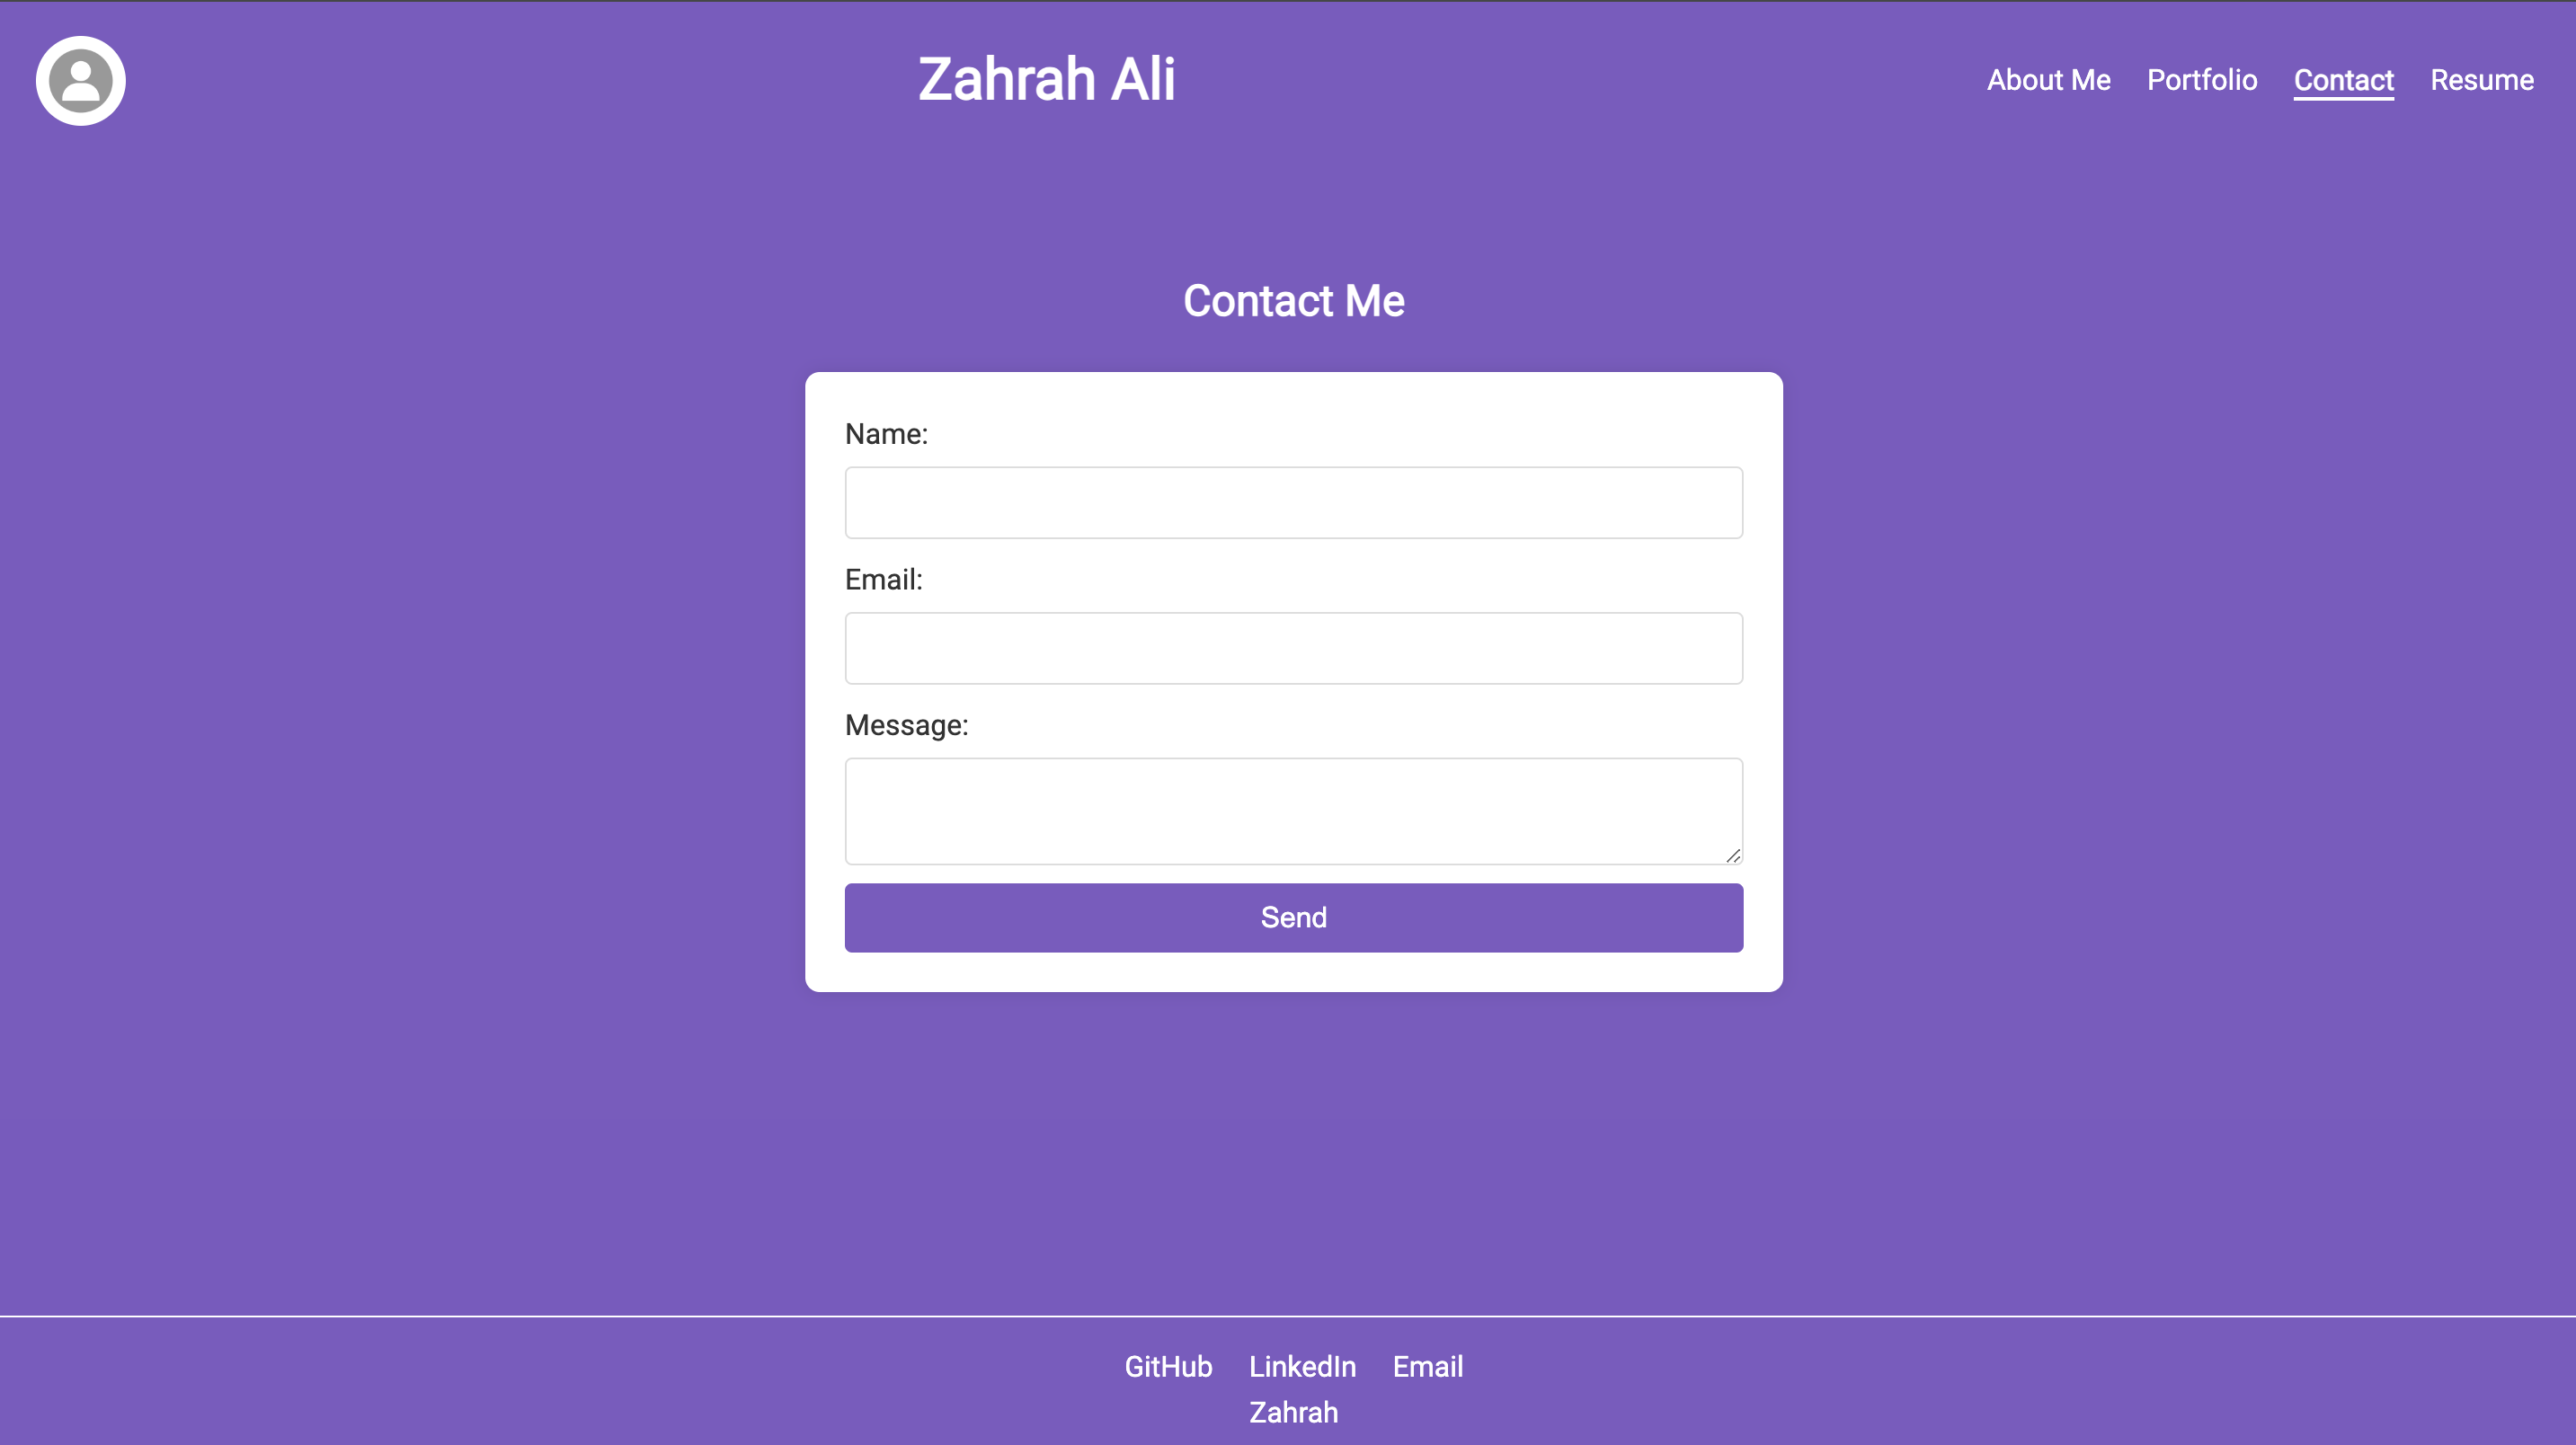 Zahrah Ali
About Me Portfolio Contact Resume
Contact Me
Name:
Email:
Message:
Send
GitHub LinkedIn Email
Zahrah